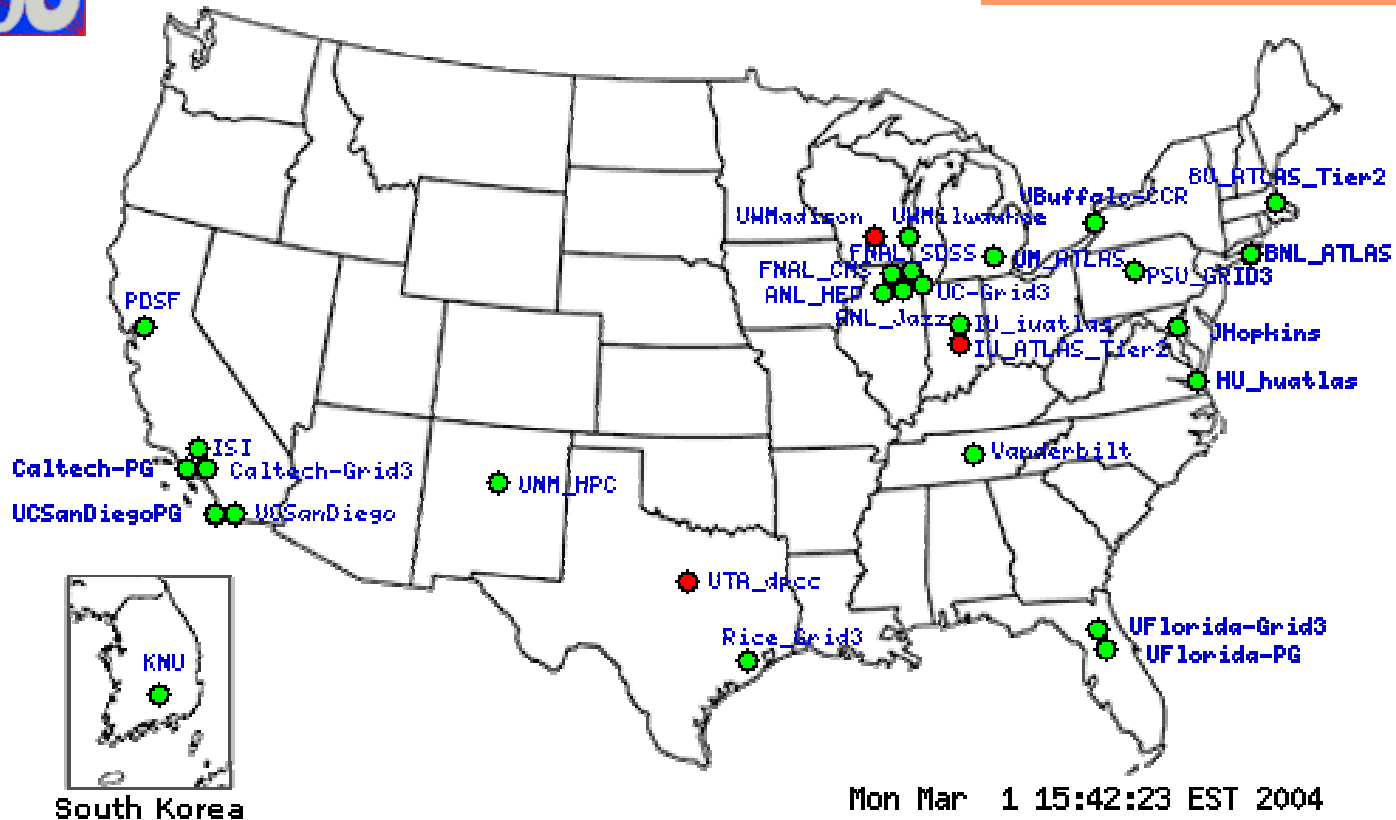 BU_ATLAS_Tier2
UBuffalo-CCR
UWMadison
UWMilwaukee
BNL_ATLAS
FNAL_SDSS
UM_ATLAS
FNAL_CMS
PSU_GRID3
ANL_HEP
UC-Grid3
PDSF
ANL_Jazz
IU_iuatlas
JHopkins
IU_ATLAS_Tier2
HU_huatlas
ISI
Vanderbilt
Caltech-PG
Caltech-Grid3
UNM_HPC
UCSanDiegoPG
UCSanDiego
UTA_dpcc
Rice_Grid3
UFlorida-Grid3
UFlorida-PG
KNU
South Korea
Mon Mar 1 15:42:23 EST 2004